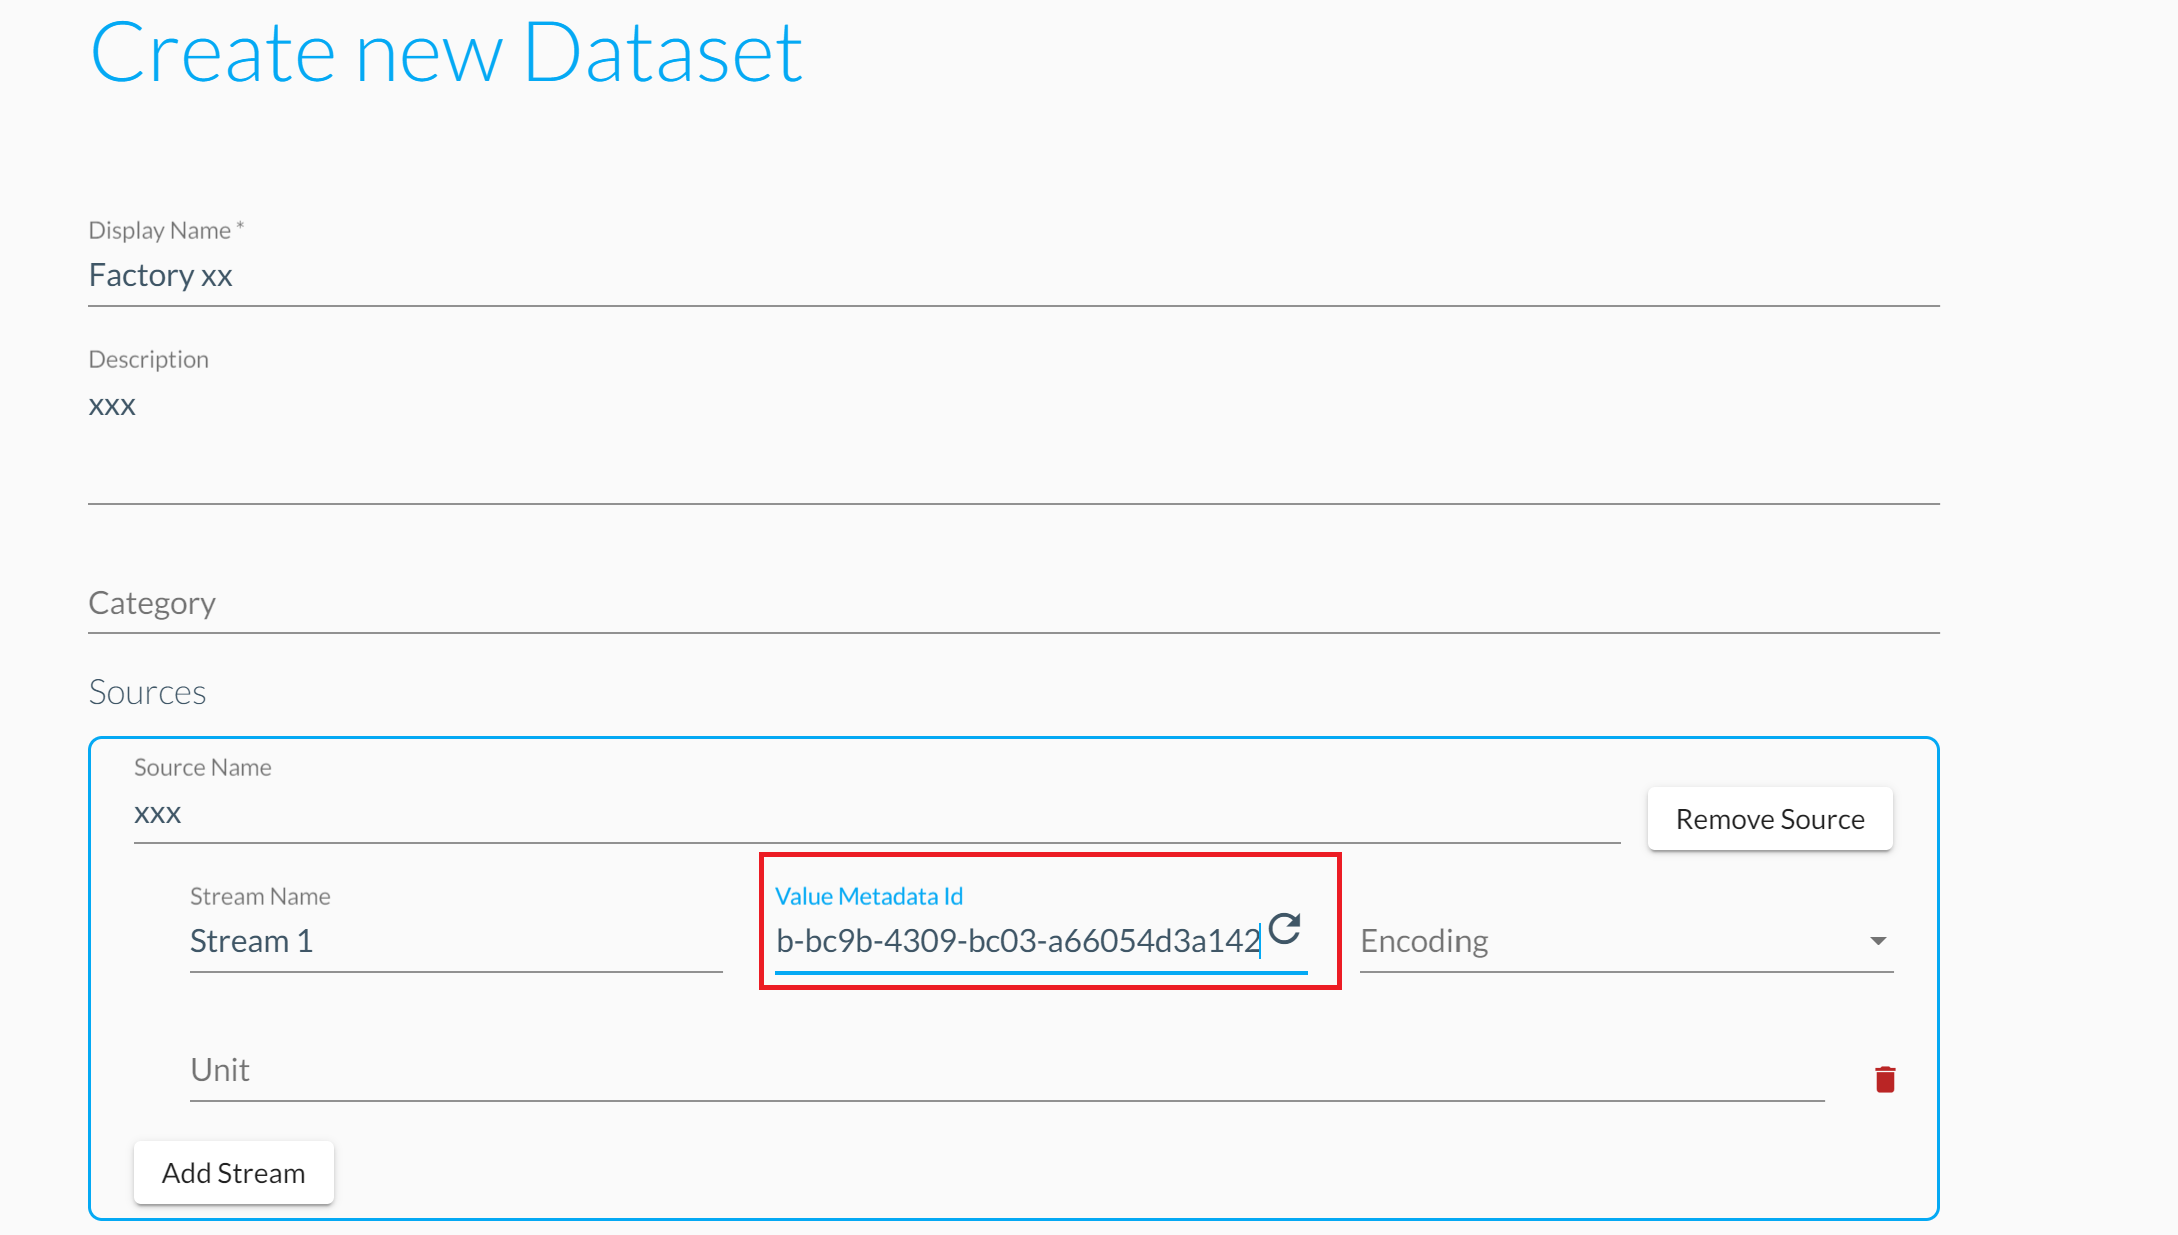 Create new Dataset
Display Name *
Factory xx
Description
xxx
Category
Sources
Source Name
xxx
Remove Source
Stream Name
Value Metadata Id
Stream 1
b-bc9b-4309-bc03-a66054d3a142
Encoding
Unit
Add Stream